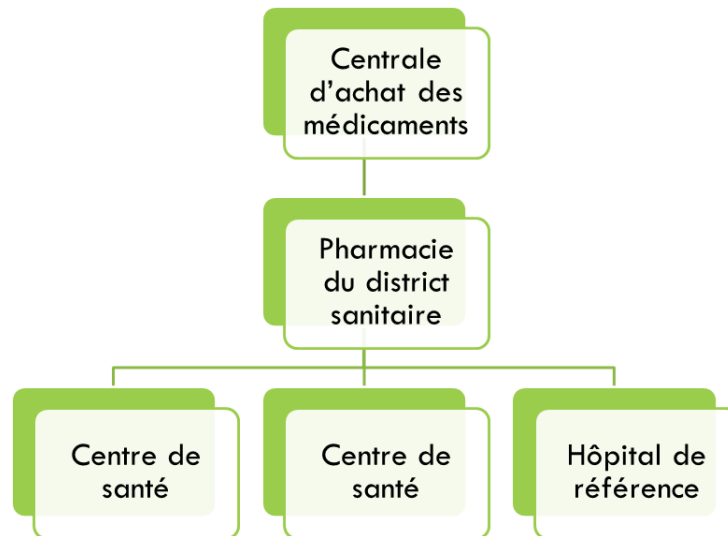 Centrale
d’achat des
médicaments
Pharmacie
du district
sanitaire
Centre de
santé
Centre de
santé
Hôpital de
référence